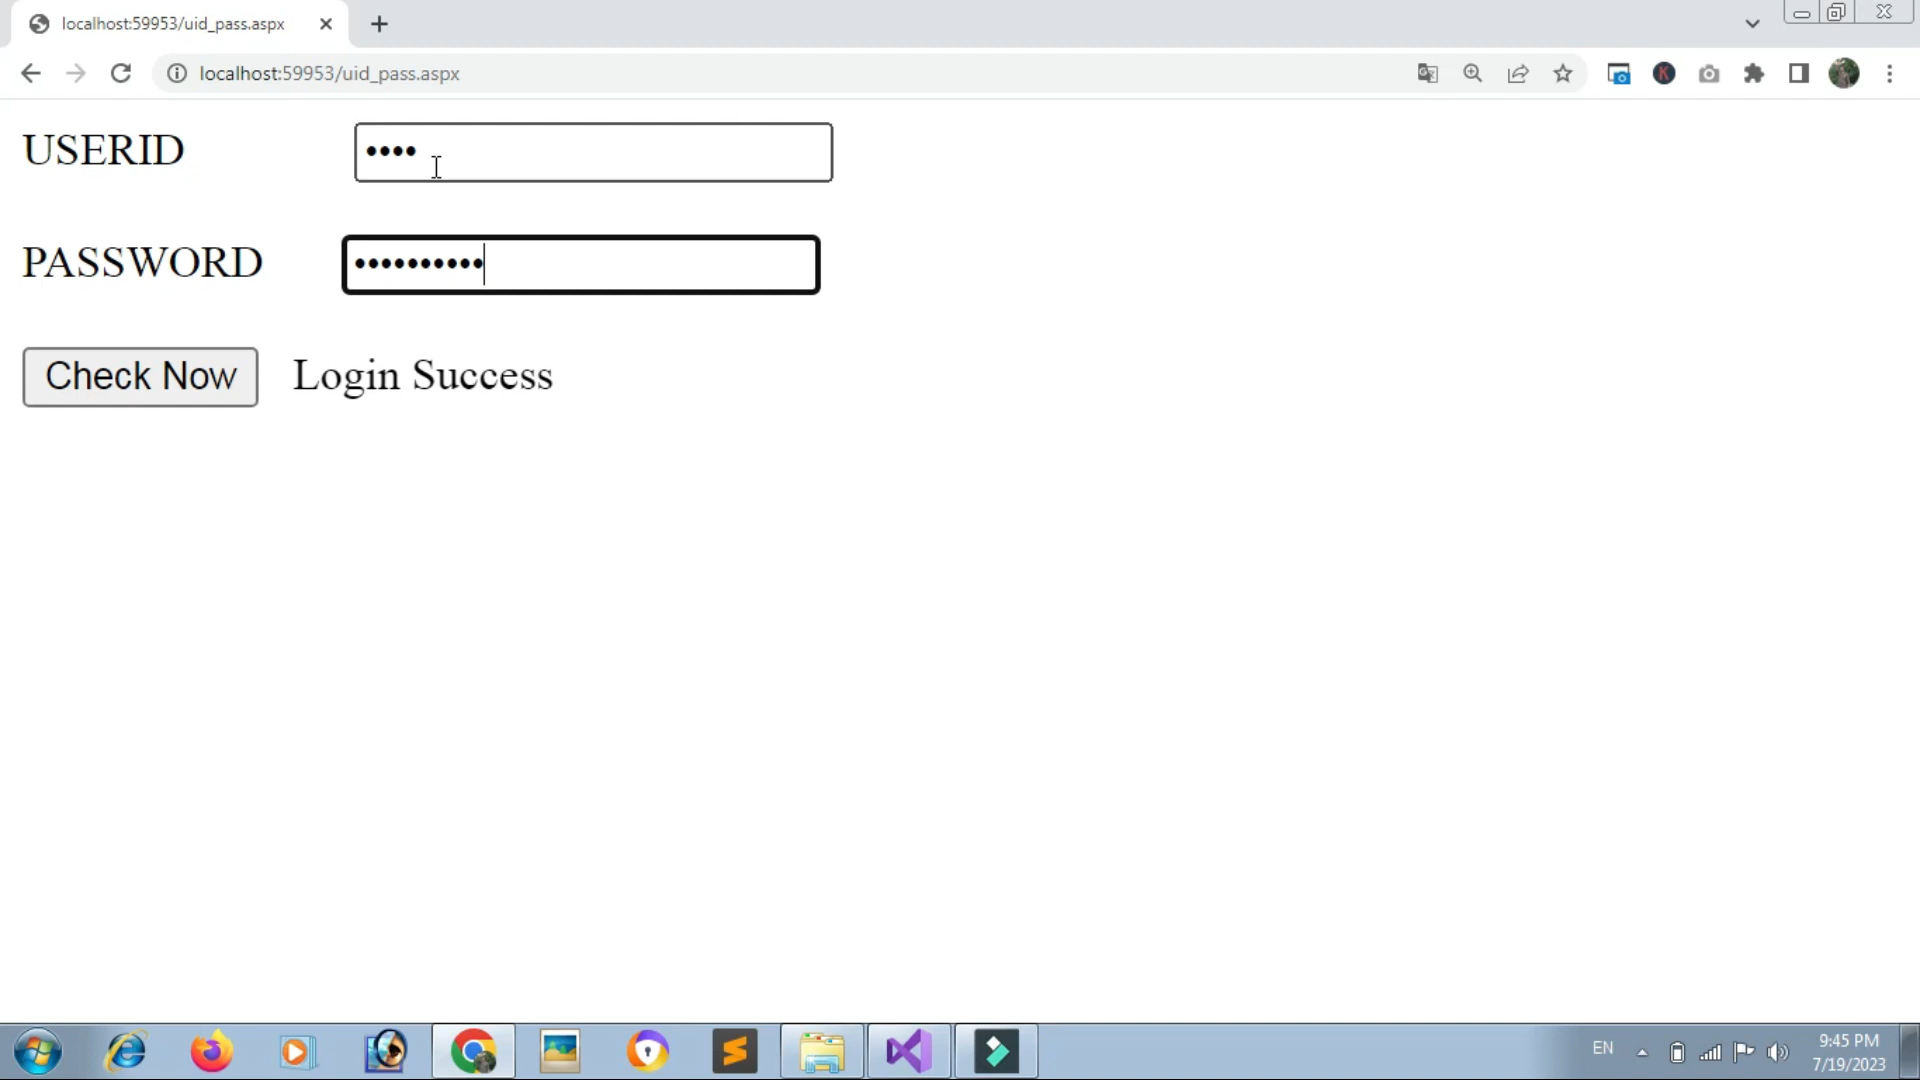 localhost:59953/uid_pass.aspx
localhost:59953/uid_pass.aspx
USERID ••••
PASSWORD ••••••••••
Check Now Login Success
EN
9:45 PM
7/19/2023